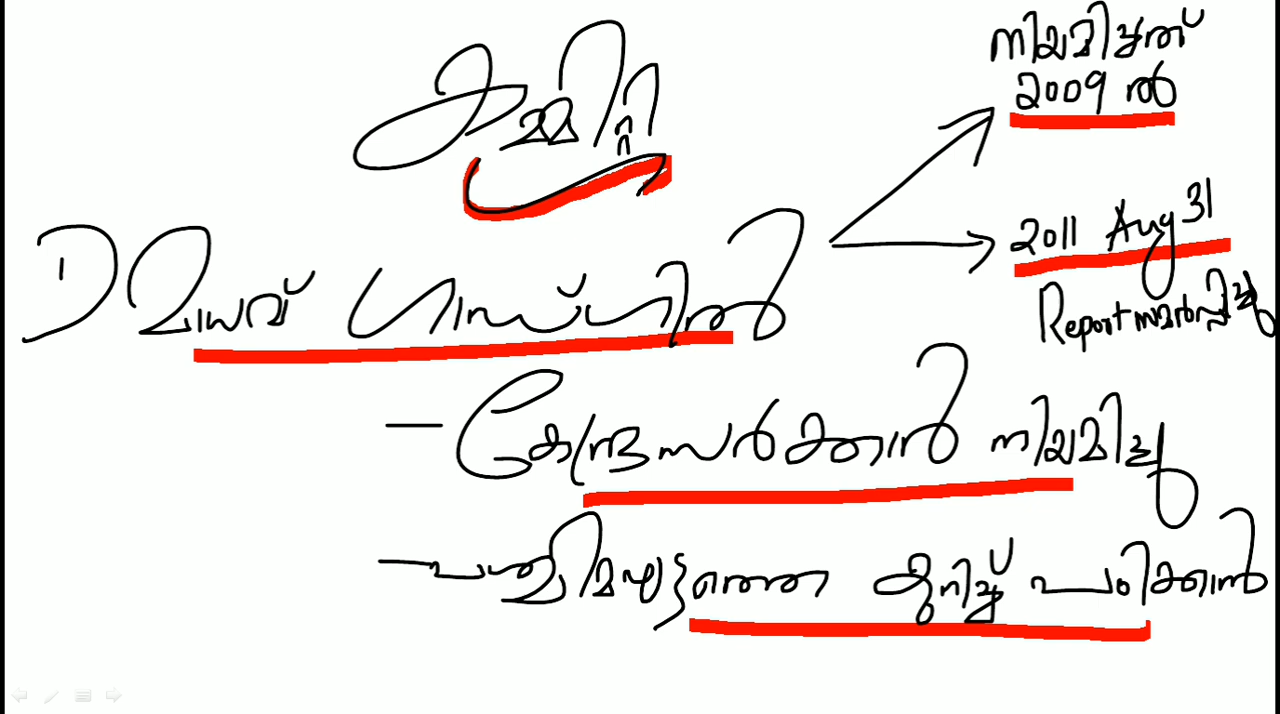 കമ്മിറ്റി
1) മാധവ് ഗാഡ്ഗിൽ
നിയമിച്ചത്
2009 ൽ
2011 Aug 31
Report സമർപ്പിച്ചു
- കേന്ദ്രസർക്കാർ നിയമിച്ചു
- പശ്ചിമഘട്ടത്തെ കുറിച്ച് പഠിക്കാൻ